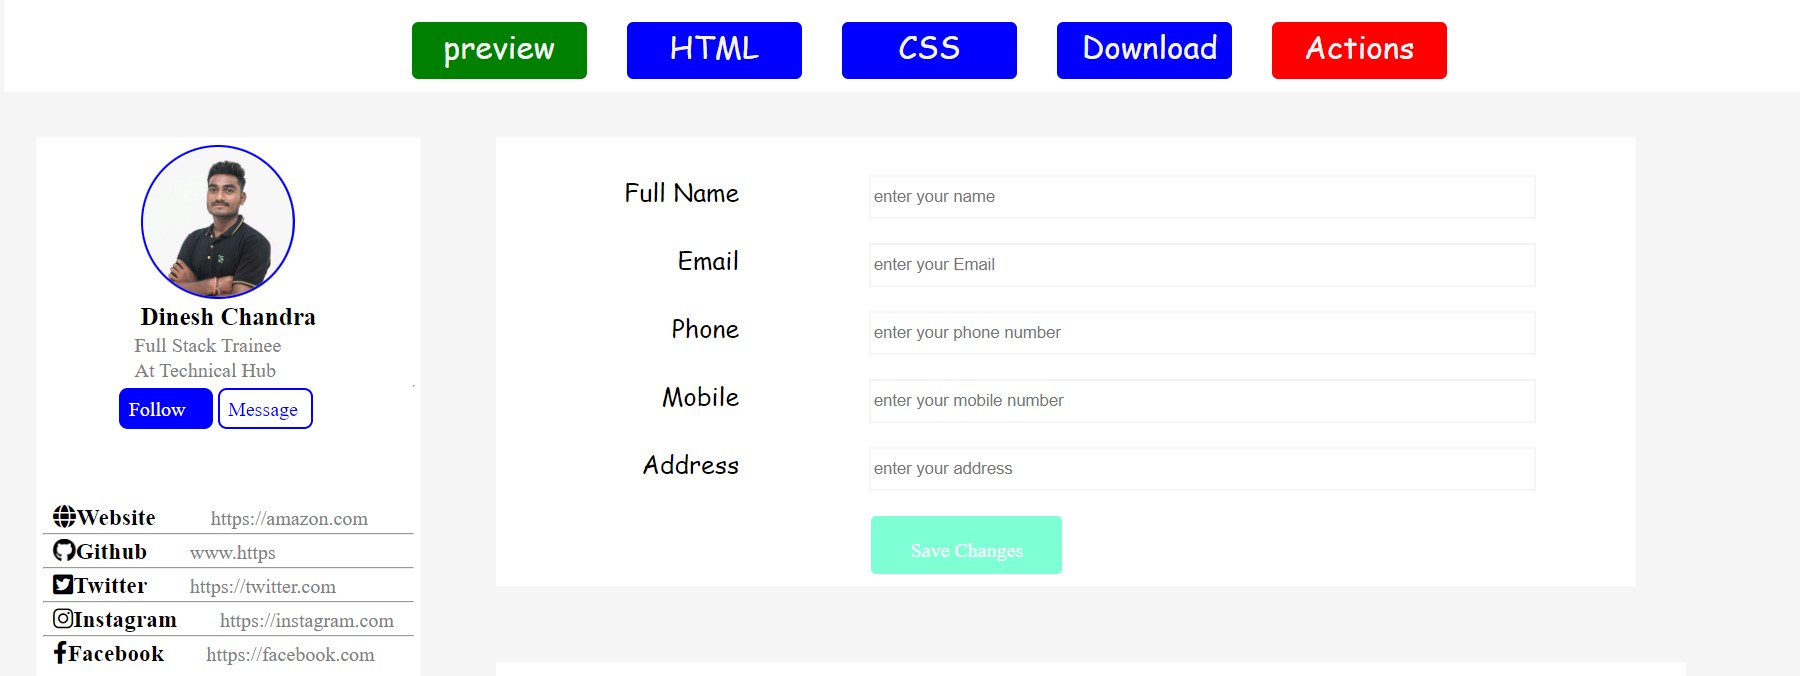 preview HTML CSS Download Actions
Dinesh Chandra
Full Stack Trainee
At Technical Hub
Follow Message
Website https://amazon.com
Github www.https
Twitter https://twitter.com
Instagram https://instagram.com
Facebook https://facebook.com
Full Name enter your name
Email enter your Email
Phone enter your phone number
Mobile enter your mobile number
Address enter your address
Save Changes